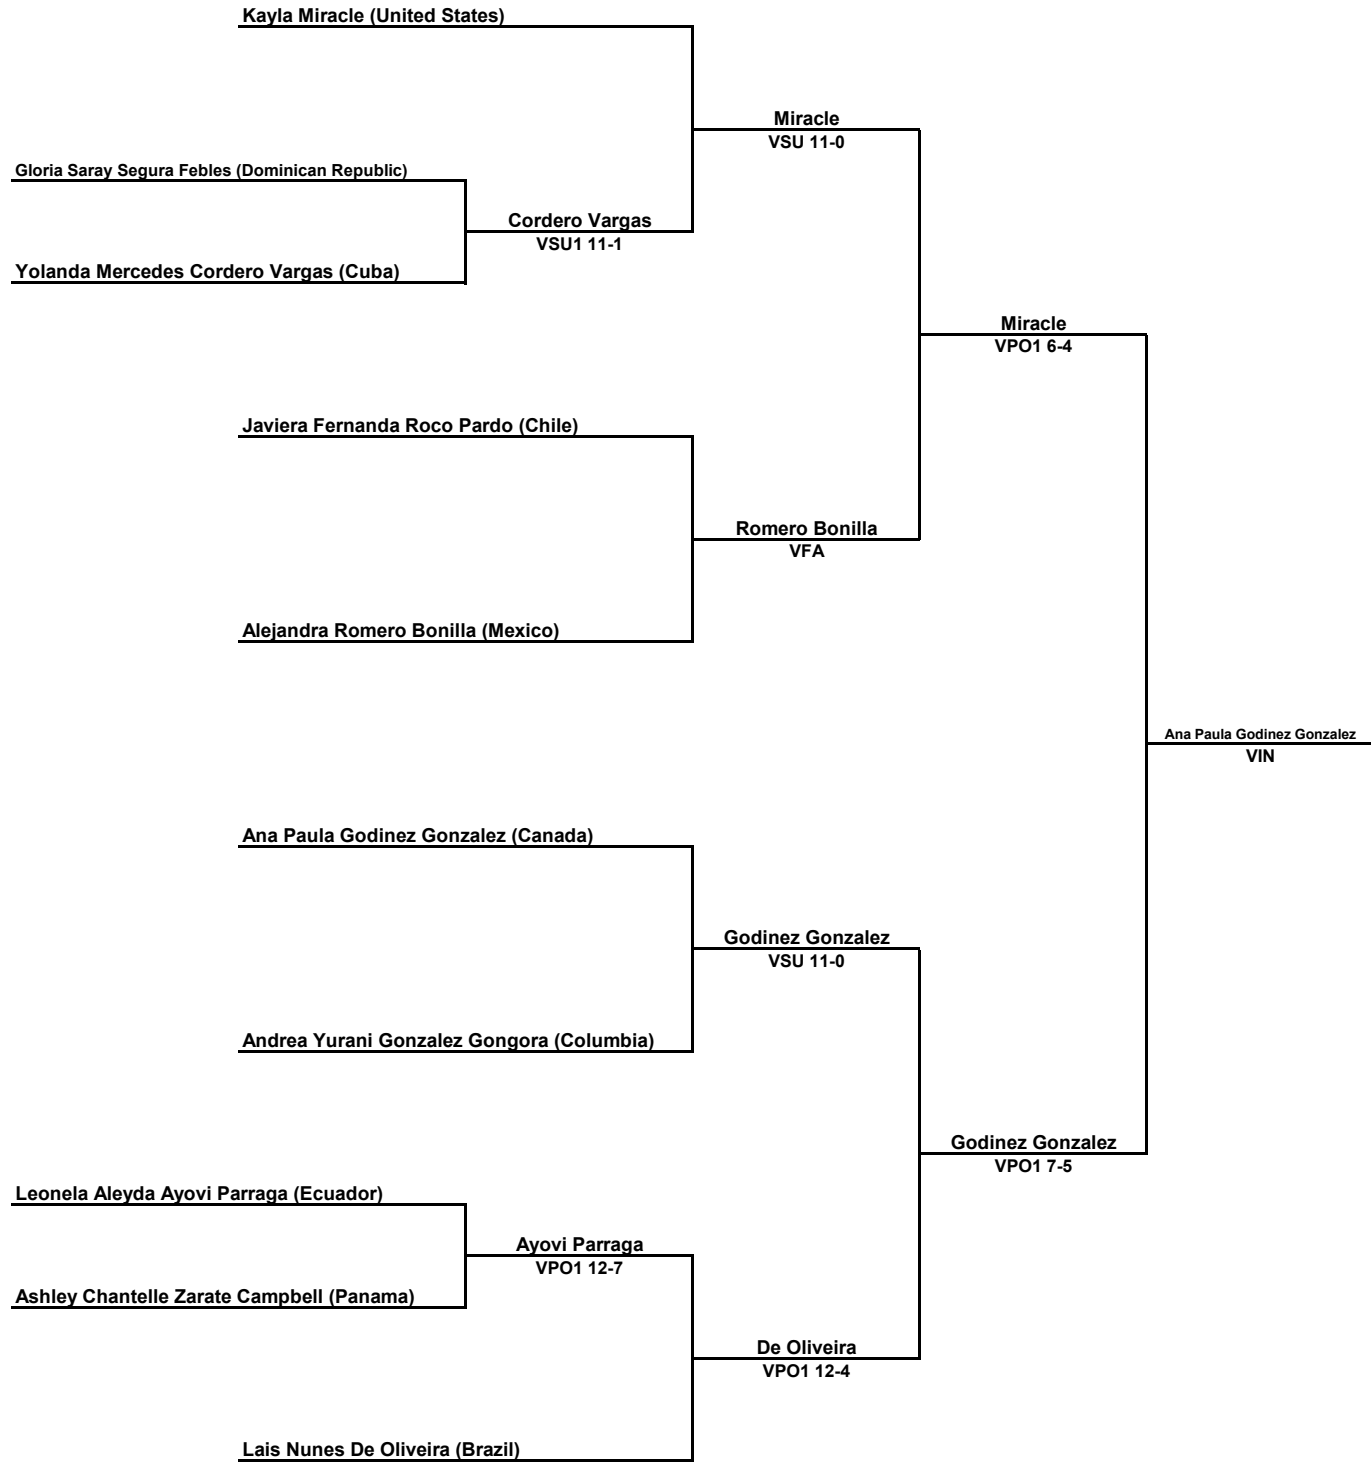 Kayla Miracle (United States)
Miracle
VSU 11-0
Gloria Saray Segura Febles (Dominican Republic)
Cordero Vargas
VSU1 11-1
Yolanda Mercedes Cordero Vargas (Cuba)
Miracle
VPO1 6-4
Javiera Fernanda Roco Pardo (Chile)
Romero Bonilla
VFA
Alejandra Romero Bonilla (Mexico)
Ana Paula Godinez Gonzalez
VIN
Ana Paula Godinez Gonzalez (Canada)
Godinez Gonzalez
VSU 11-0
Andrea Yurani Gonzalez Gongora (Columbia)
Godinez Gonzalez
VPO1 7-5
Leonela Aleyda Ayovi Parraga (Ecuador)
Ayovi Parraga
VPO1 12-7
Ashley Chantelle Zarate Campbell (Panama)
De Oliveira
VPO1 12-4
Lais Nunes De Oliveira (Brazil)